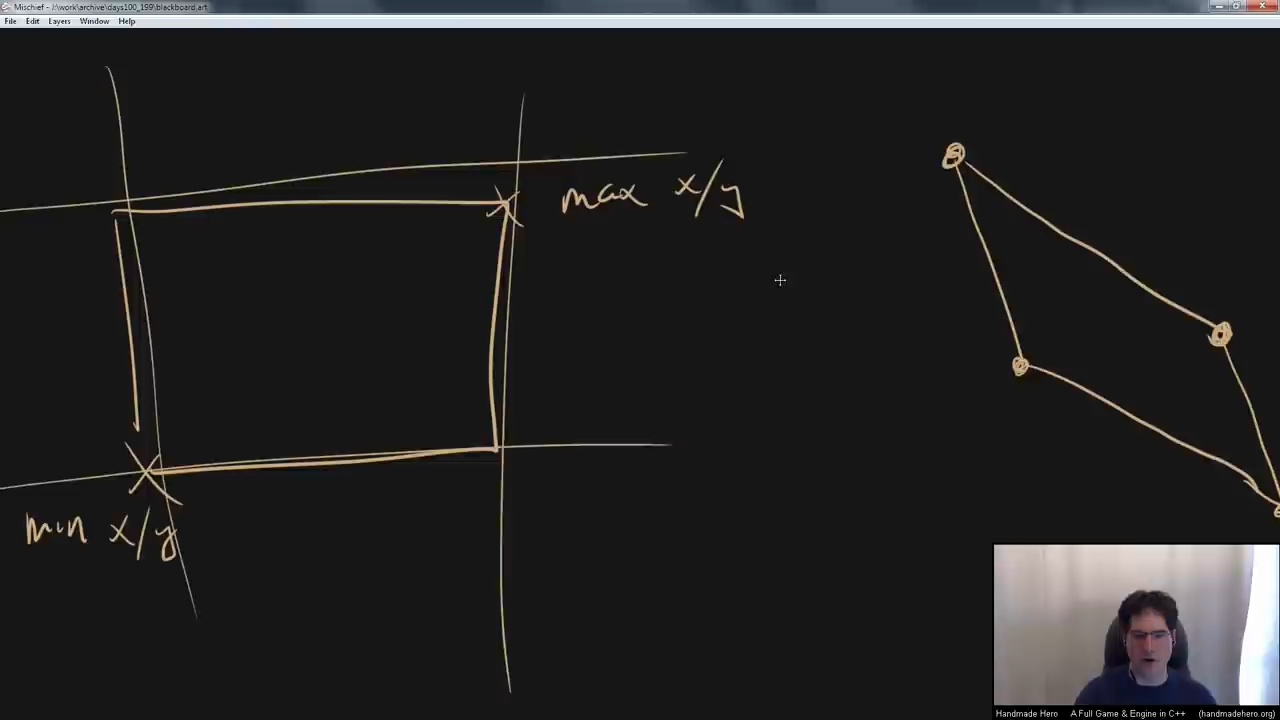 Mischief - J:\work\archive\days100_199\blackboard.art
File Edit Layers Window Help
max x/y
min x/y
Handmade Hero A Full Game & Engine in C++ (handmadehero.org)